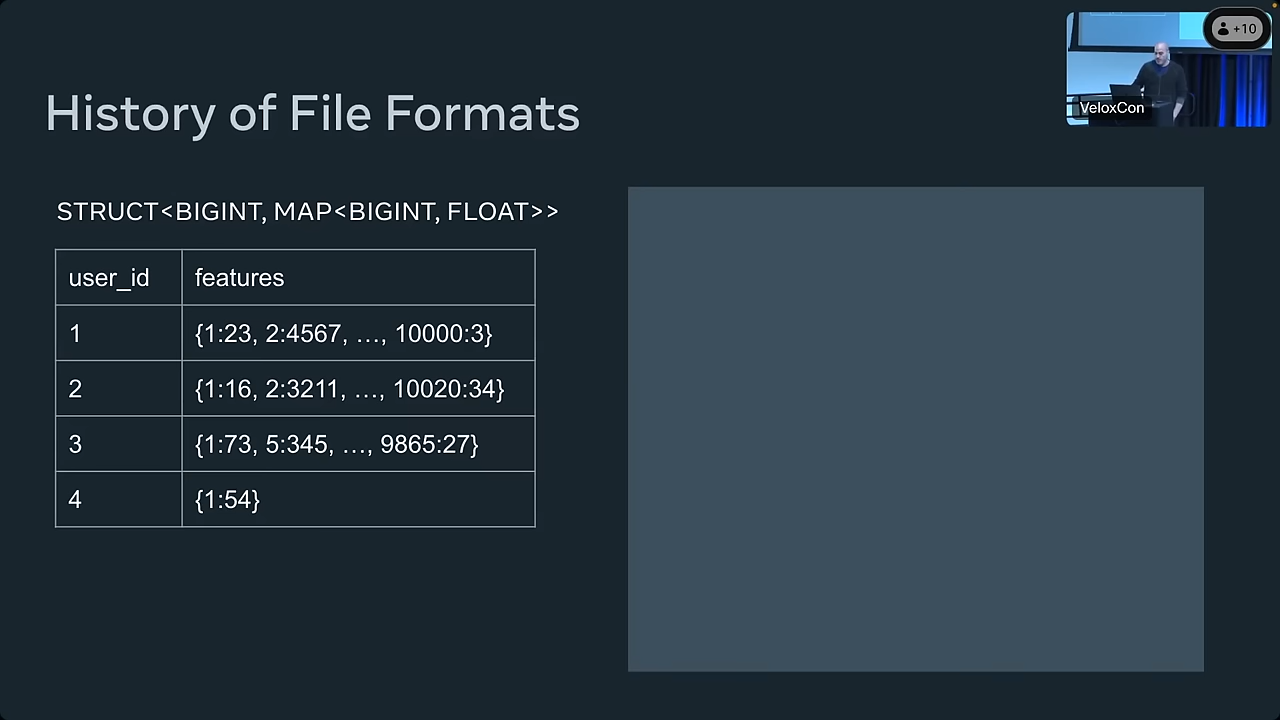 +10
VeloxCon
History of File Formats
STRUCT<BIGINT, MAP<BIGINT, FLOAT>>
user_id features
1 {1:23, 2:4567, …, 10000:3}
2 {1:16, 2:3211, …, 10020:34}
3 {1:73, 5:345, …, 9865:27}
4 {1:54}